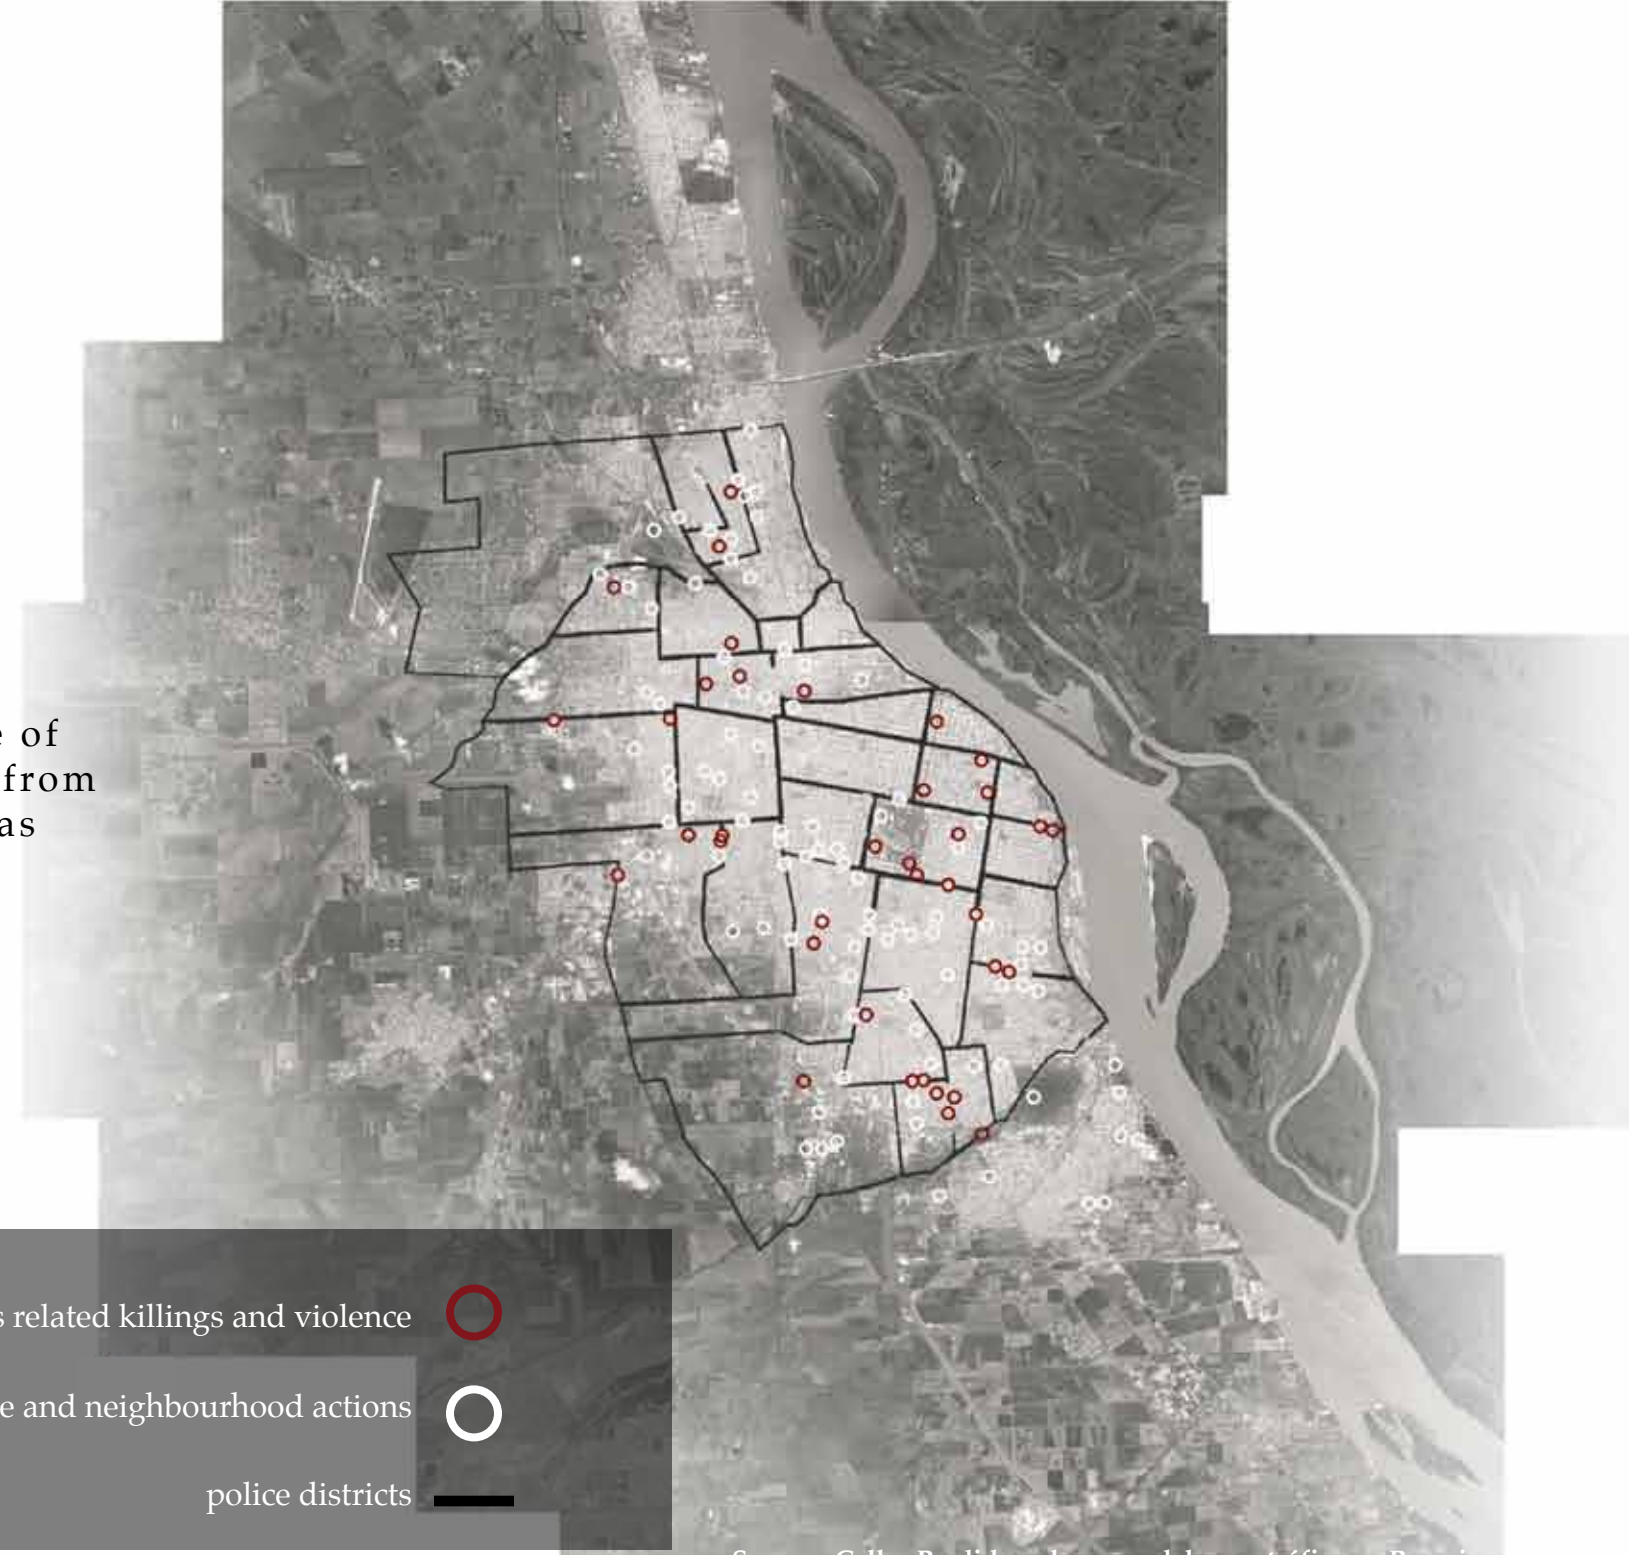 e of
from
as
s related killings and violence
e and neighbourhood actions
police districts